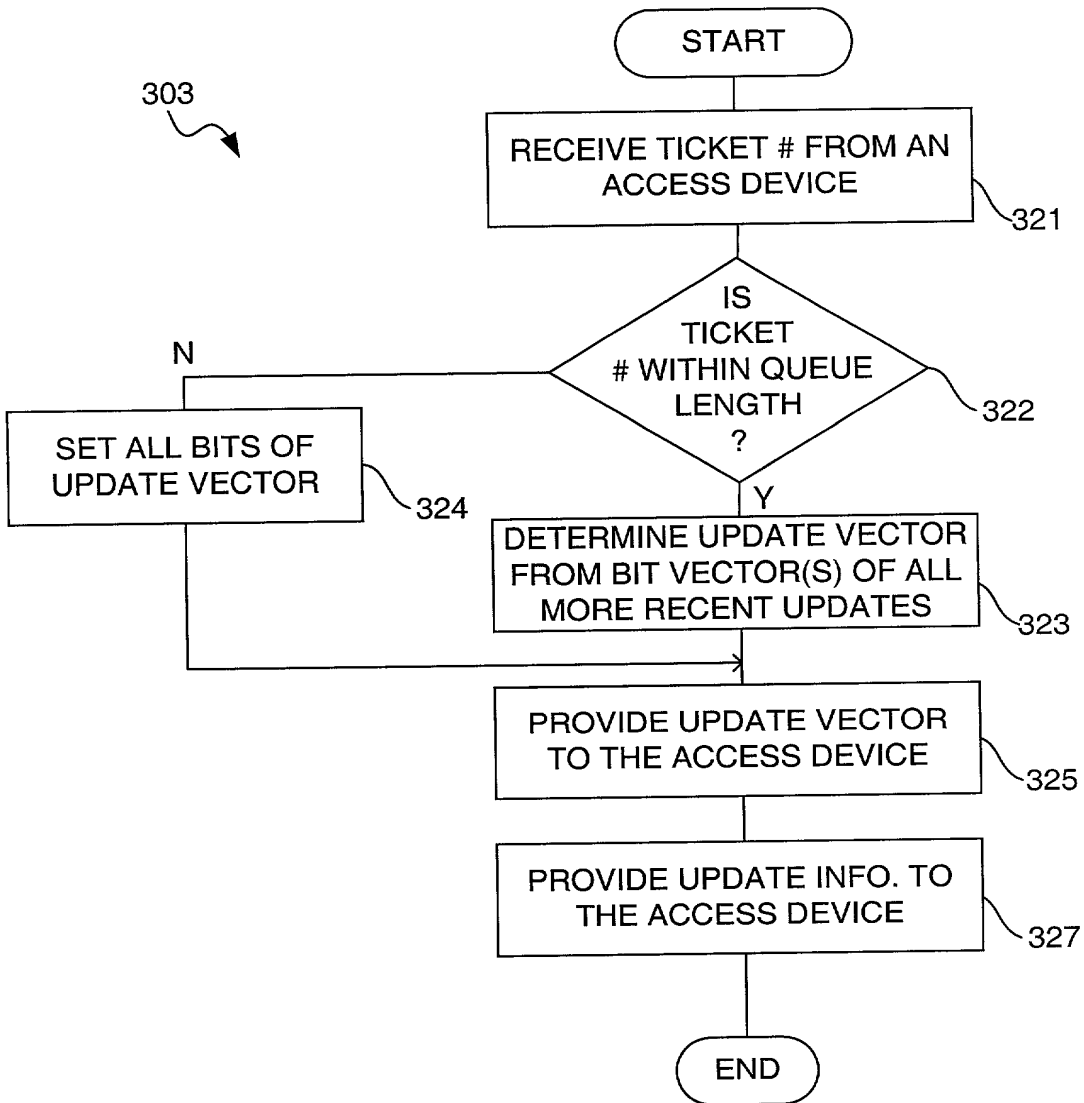 START
303
RECEIVE TICKET # FROM AN
ACCESS DEVICE
321
IS
TICKET
# WITHIN QUEUE
LENGTH
?
322
N
SET ALL BITS OF
UPDATE VECTOR
324
Y
DETERMINE UPDATE VECTOR
FROM BIT VECTOR(S) OF ALL
MORE RECENT UPDATES
323
PROVIDE UPDATE VECTOR
TO THE ACCESS DEVICE
325
PROVIDE UPDATE INFO. TO
THE ACCESS DEVICE
327
END